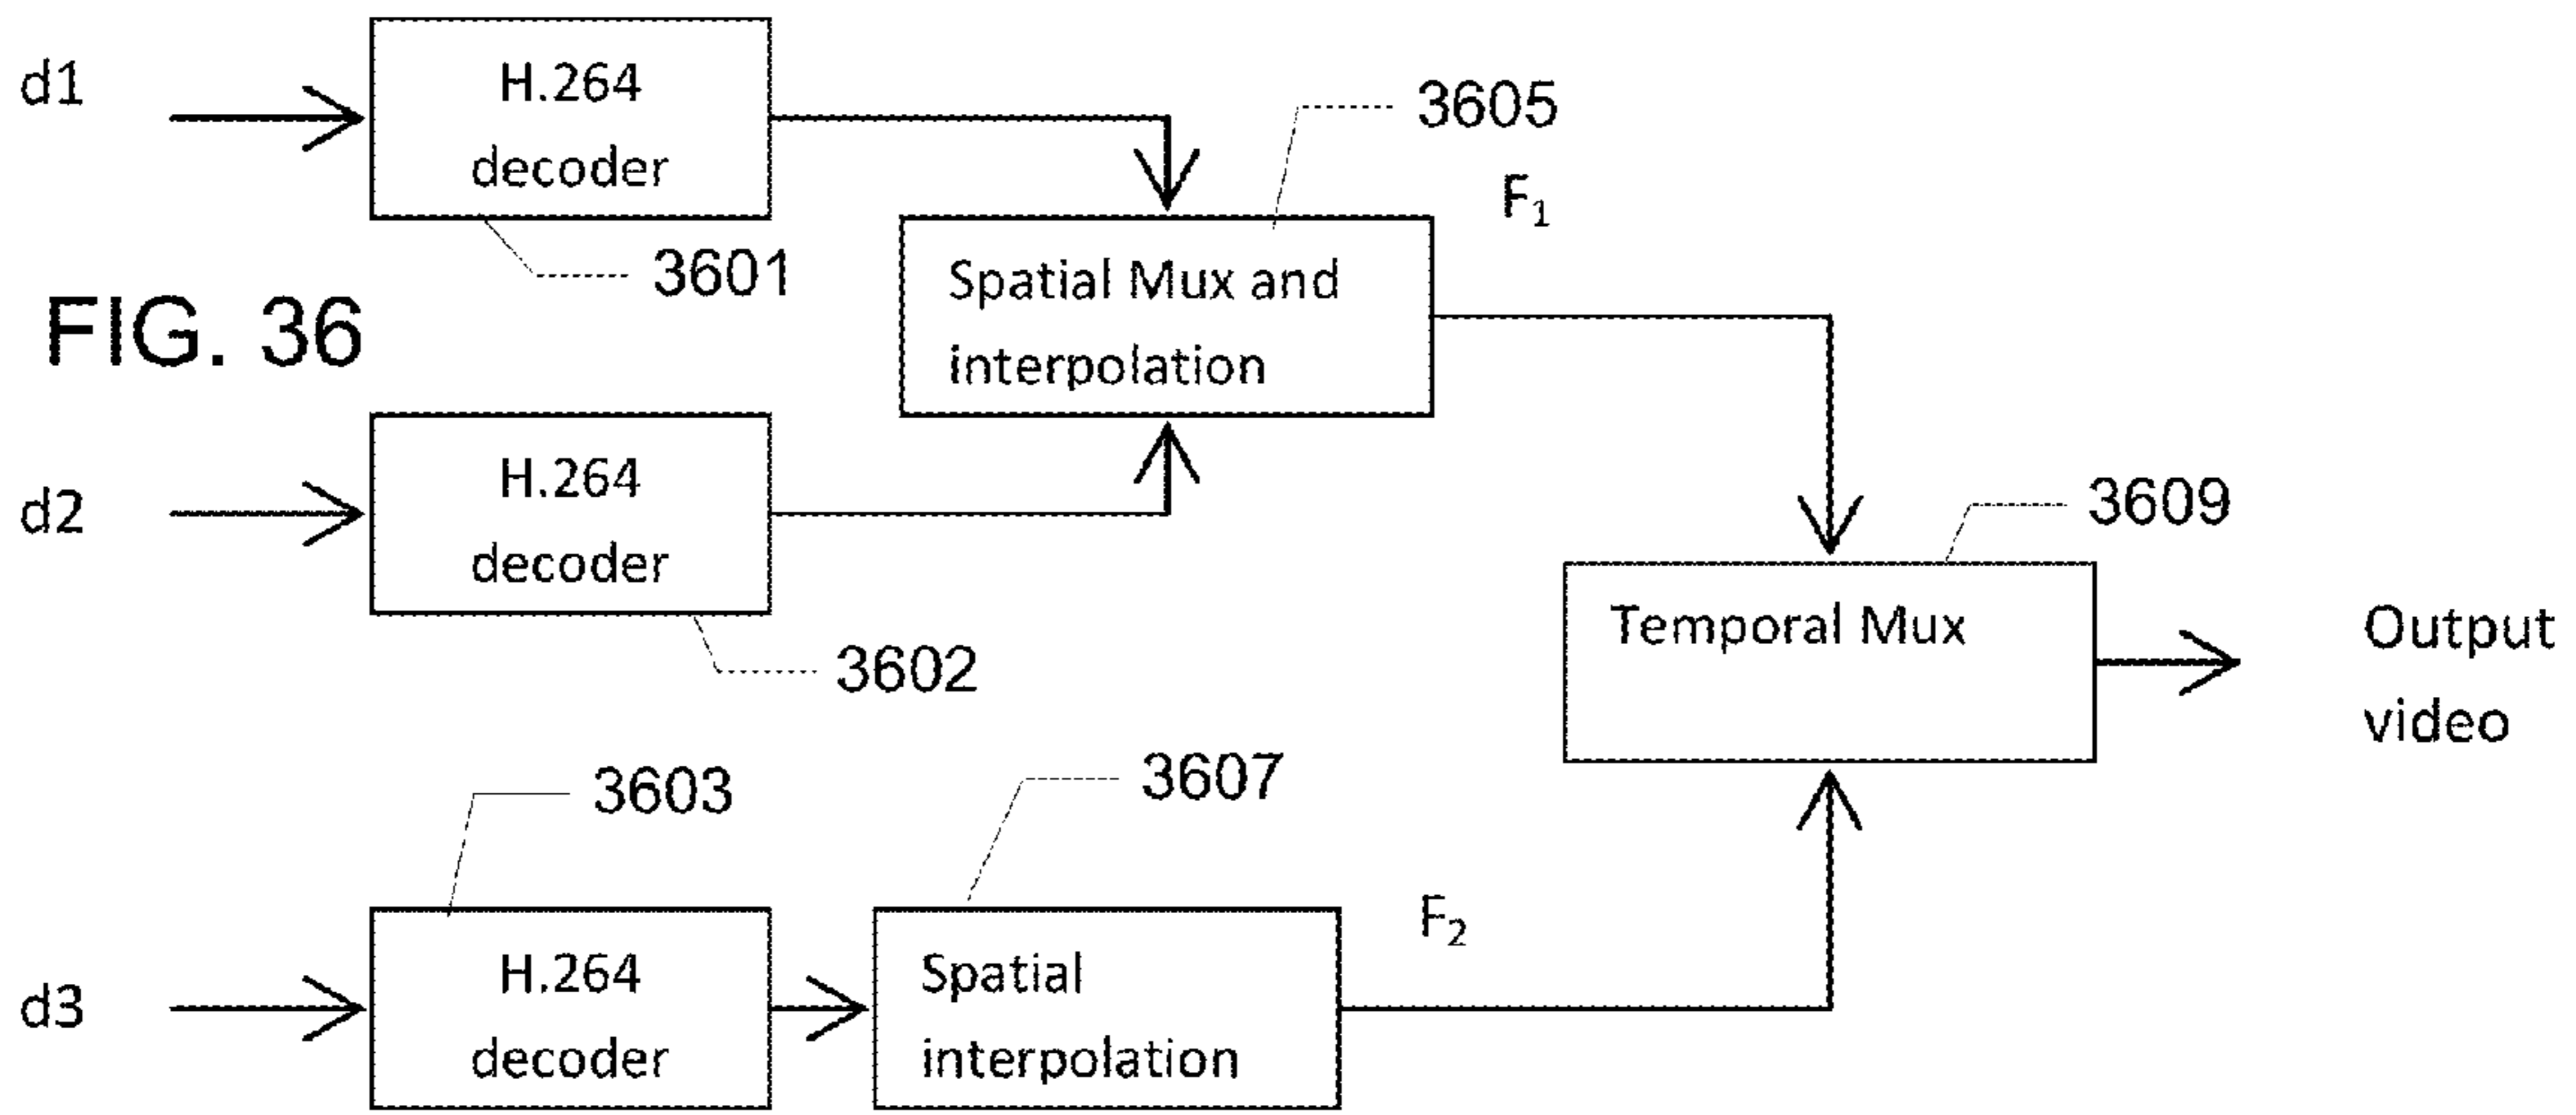 d1
H.264
decoder
3601
3605
F₁
Spatial Mux and
interpolation
FIG. 36
d2
H.264
decoder
3602
3609
Temporal Mux
Output
video
3603
3607
d3
H.264
decoder
Spatial
interpolation
F₂